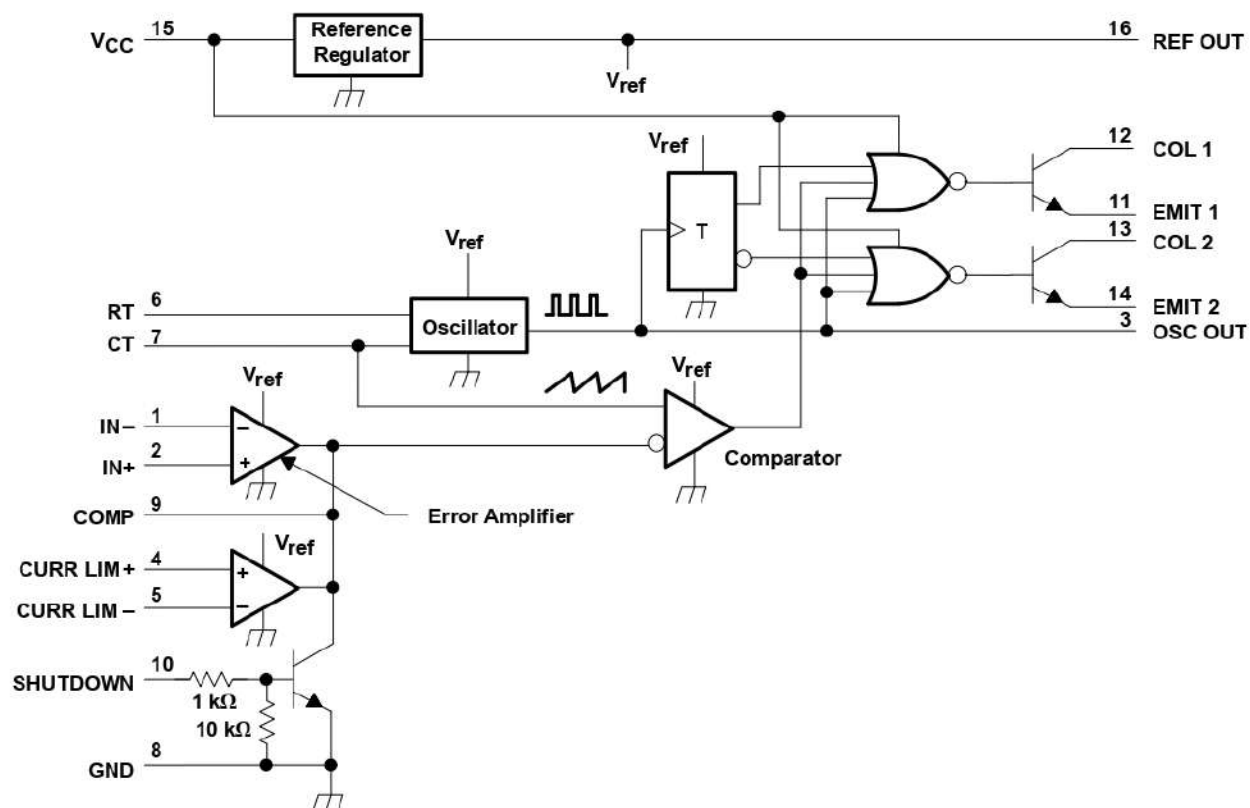 VCC 15
Reference
Regulator
16 REF OUT
Vref
Vref
12 COL 1
11 EMIT 1
13 COL 2
T
Vref
14 EMIT 2
RT 6
Oscillator
3 OSC OUT
CT 7
Vref
Vref
IN– 1
–
Comparator
IN+ 2
+
COMP 9
Error Amplifier
Vref
CURR LIM+ 4
+
CURR LIM– 5
–
SHUTDOWN 10
1 kΩ
10 kΩ
GND 8